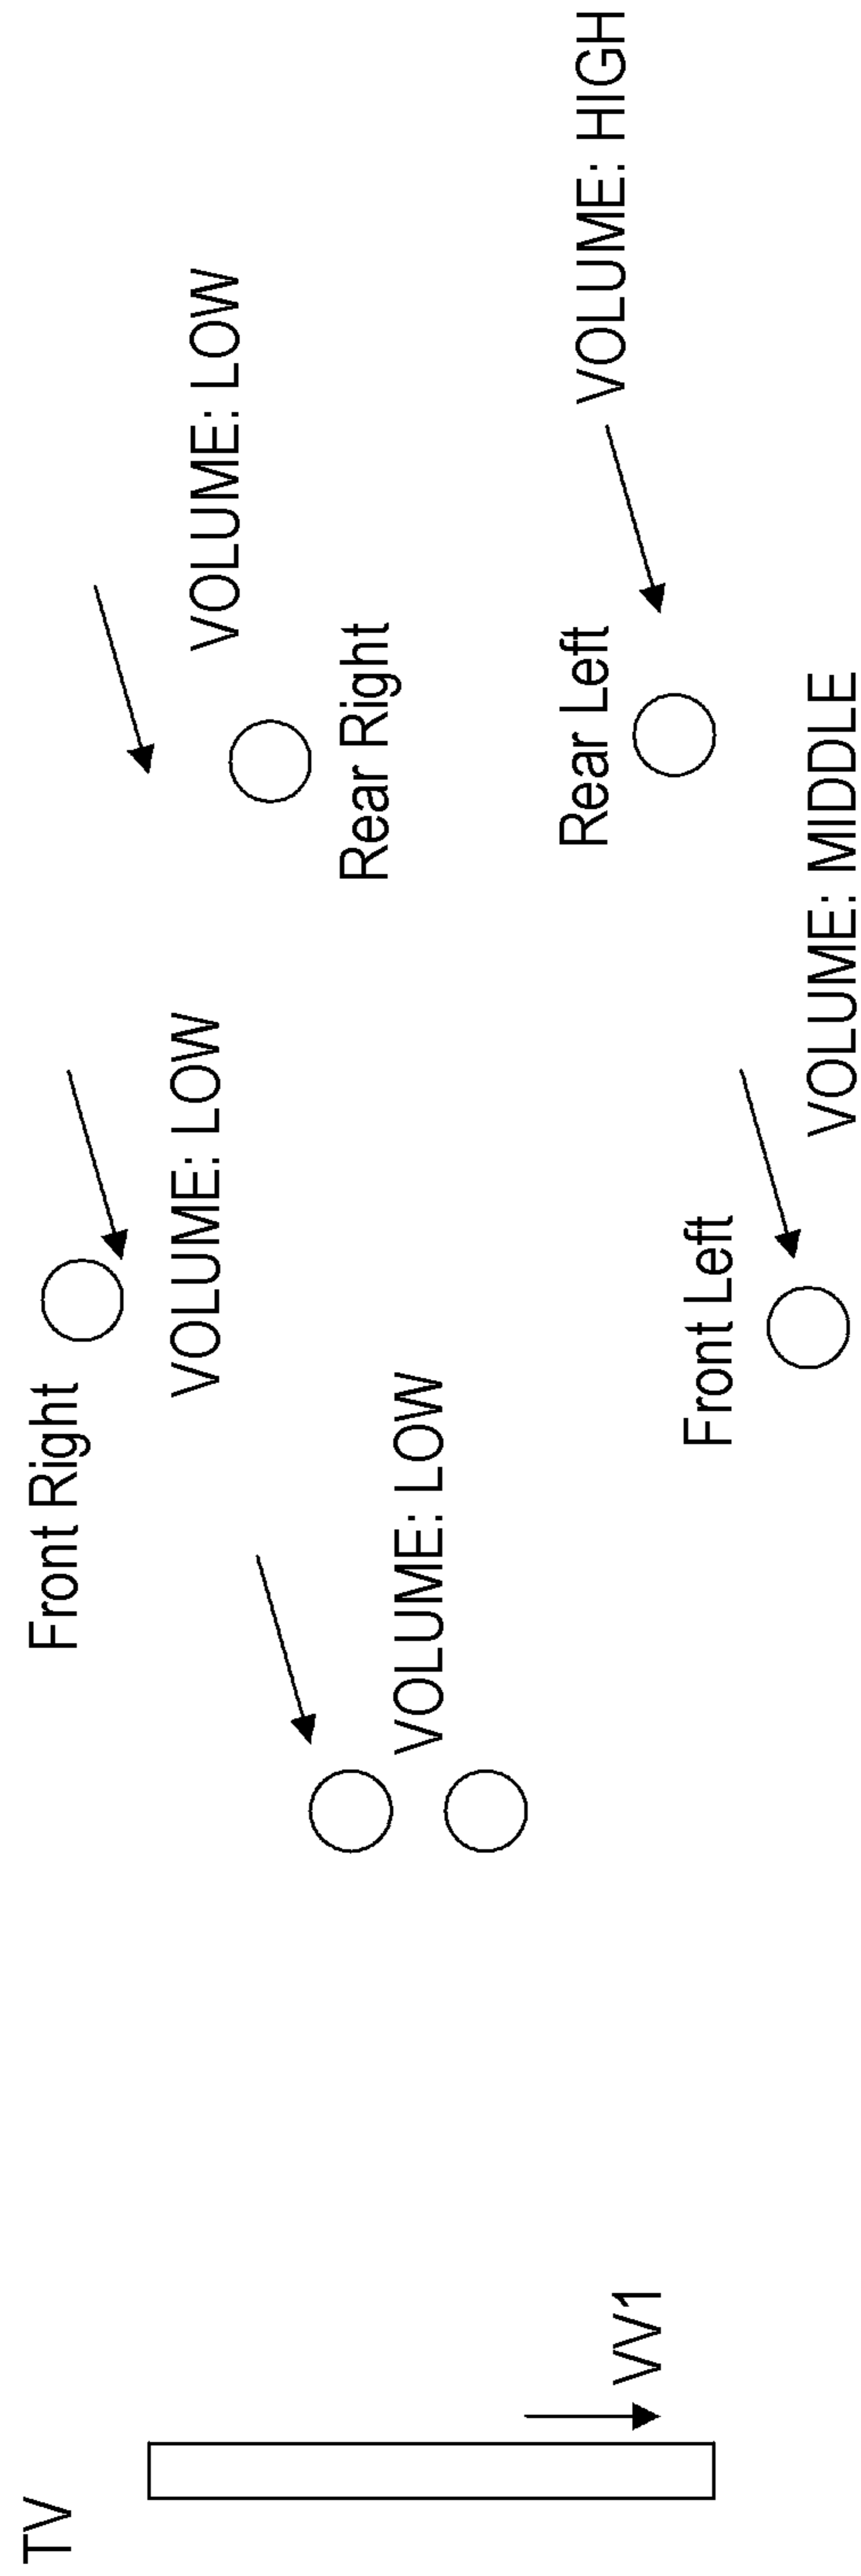 TV
Front Right
VOLUME: LOW
VOLUME: LOW
Rear Right
VOLUME: LOW
Rear Left
VOLUME: HIGH
VV1
Front Left
VOLUME: MIDDLE